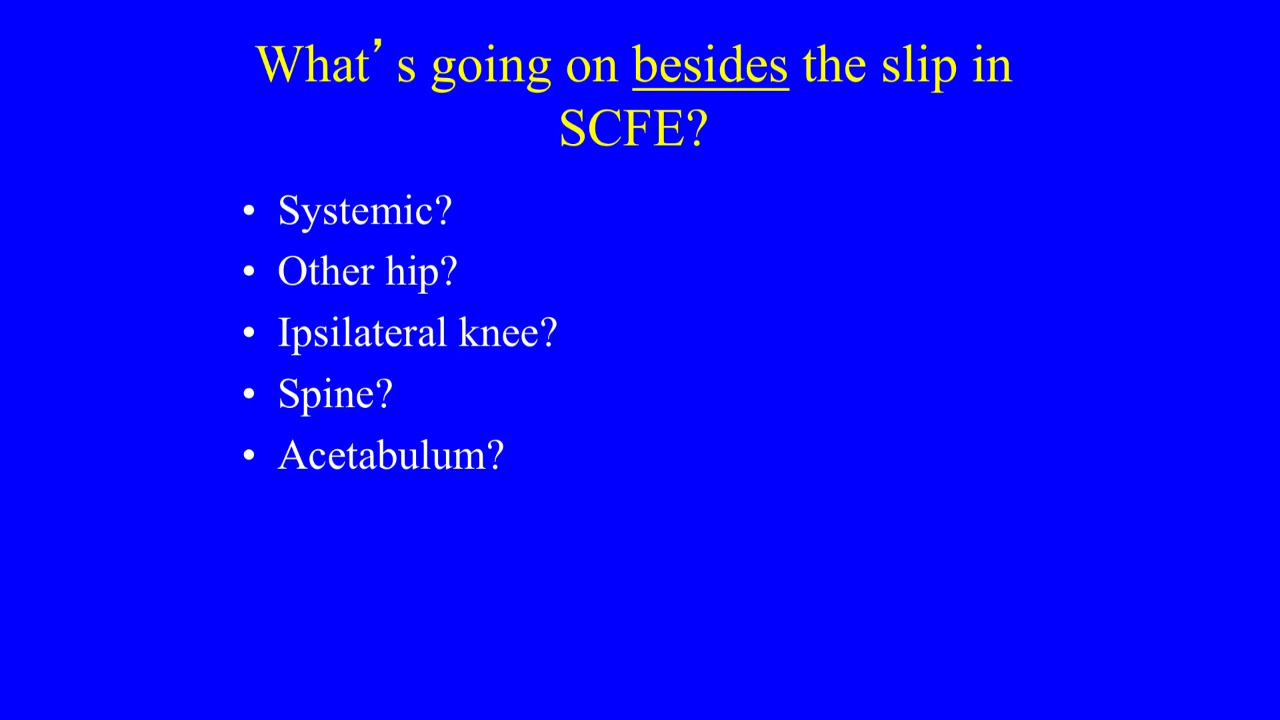 What’s going on besides the slip in
SCFE?
• Systemic?
• Other hip?
• Ipsilateral knee?
• Spine?
• Acetabulum?